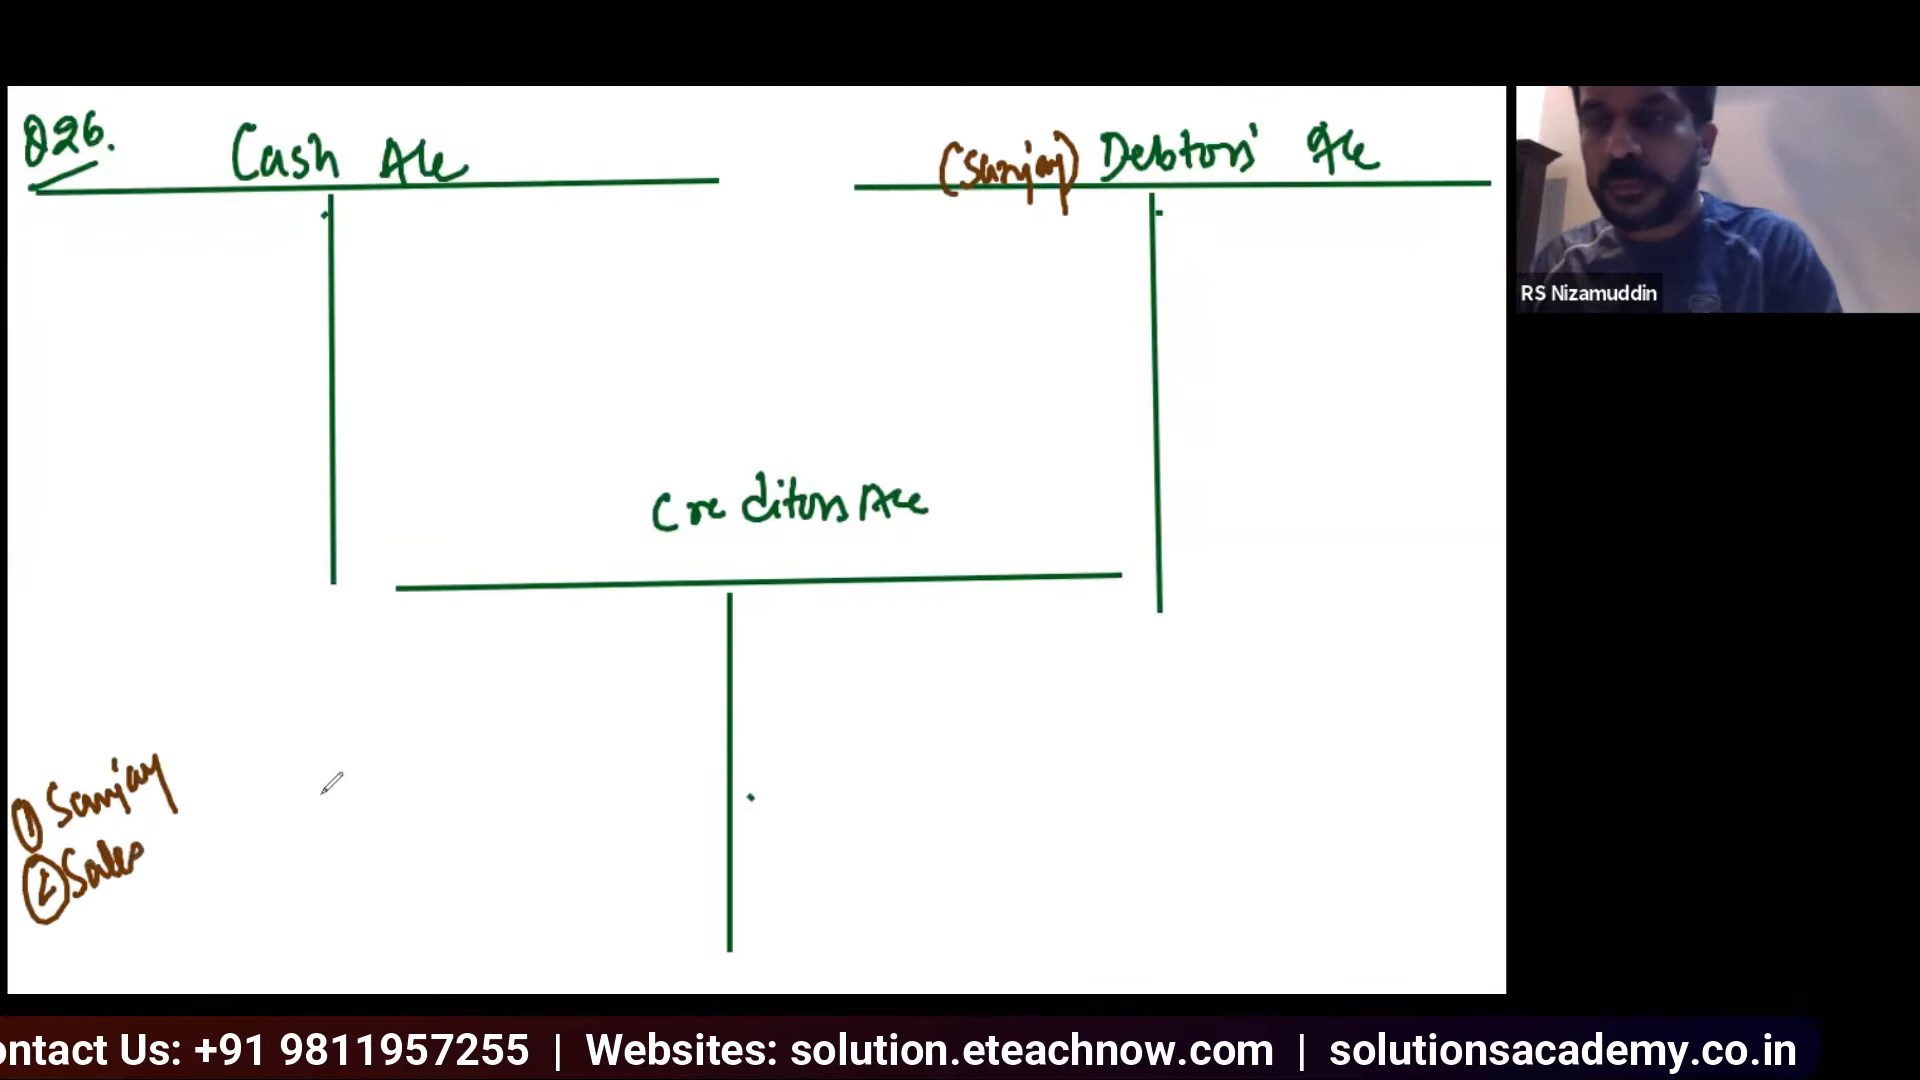 Q26.
Cash A/c
(Sanjay) Debtors' A/c
RS Nizamuddin
Creditors A/c
① Sanjay
② Sales
ontact Us: +91 9811957255 | Websites: solution.eteachnow.com | solutionsacademy.co.in